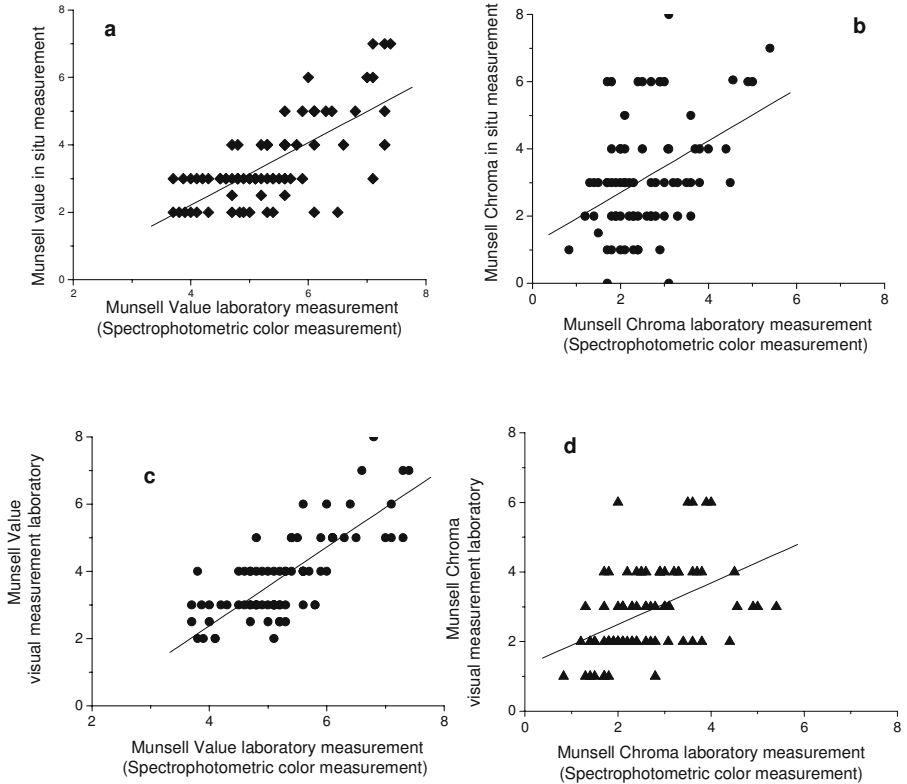 a
Munsell value in situ measurement
8
6
4
2
0
2
4
6
8
Munsell Value laboratory measurement
(Spectrophotometric color measurement)
b
Munsell Chroma in situ measurement
8
6
4
2
0
0
2
4
6
8
Munsell Chroma laboratory measurement
(Spectrophotometric color measurement)
c
Munsell Value
visual measurement laboratory
8
6
4
2
0
2
4
6
8
Munsell Value laboratory measurement
(Spectrophotometric color measurement)
d
Munsell Chroma
visual measurement laboratory
8
6
4
2
0
0
2
4
6
8
Munsell Chroma laboratory measurement
(Spectrophotometric color measurement)